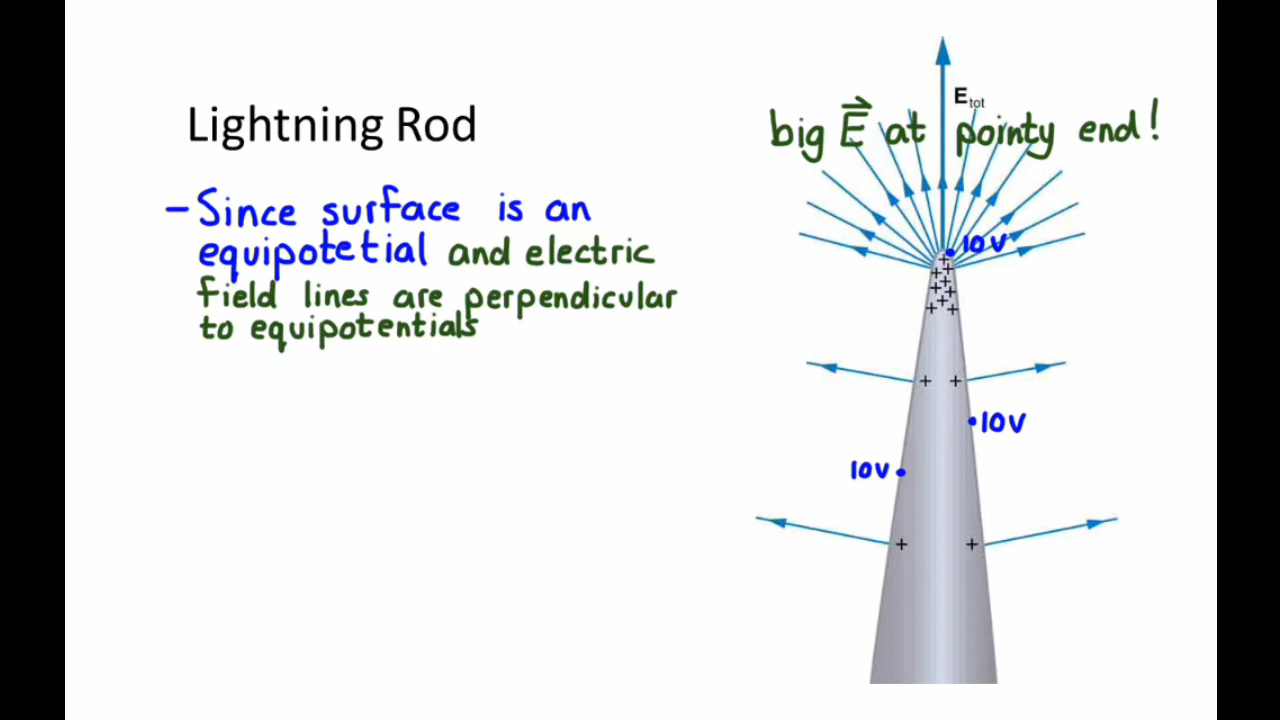 Lightning Rod
– Since surface is an
equipotetial and electric
field lines are perpendicular
to equipotentials
E tot
big E at pointy end!
10V
10V
10V